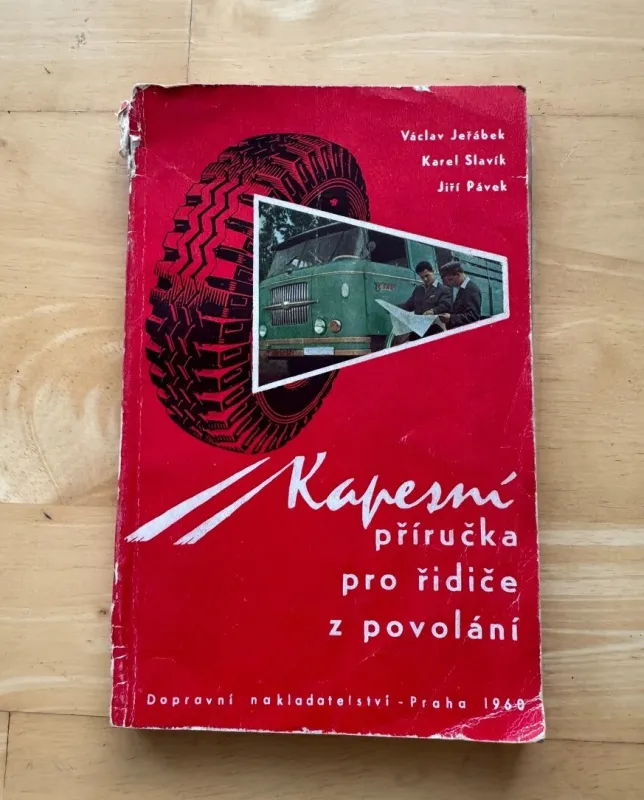 Václav Jeřábek
Karel Slavík
Jiří Pávek
Kapesní
příručka
pro řidiče
z povolání
Dopravní nakladatelství - Praha 1960